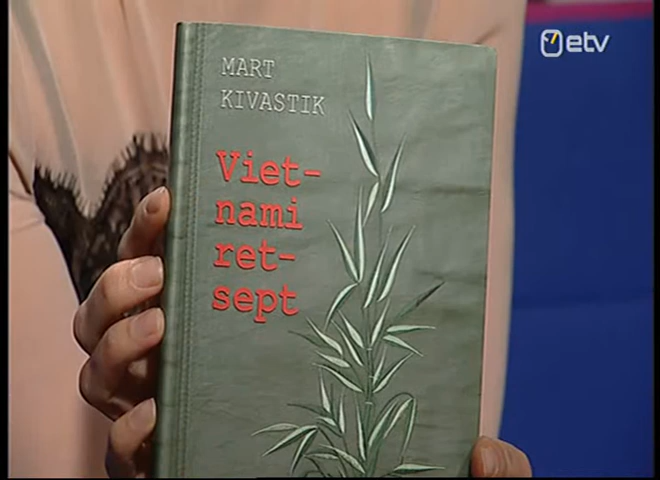 MART
KIVASTIK
Viet-
nami
ret-
sept
etv